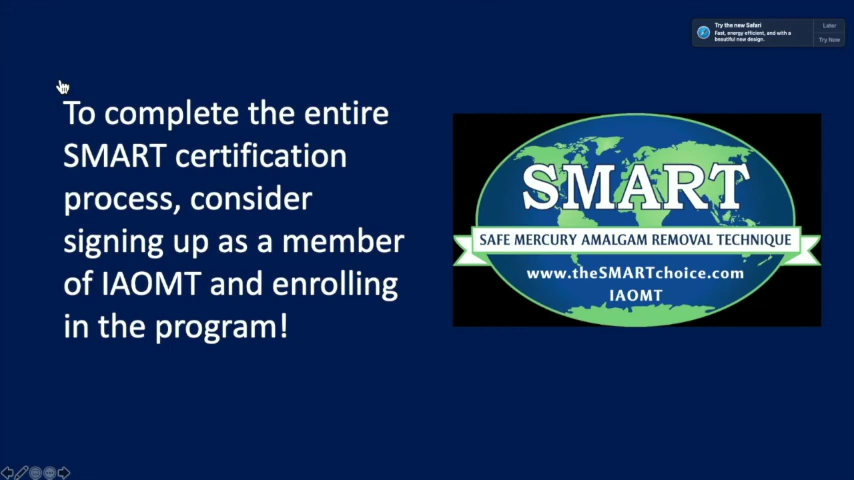 Try the new Safari
Later
Fast, energy efficient, and with a
beautiful new design.
Try Now
To complete the entire
SMART certification
process, consider
signing up as a member
of IAOMT and enrolling
in the program!
SMART
SAFE MERCURY AMALGAM REMOVAL TECHNIQUE
www.theSMARTchoice.com
IAOMT